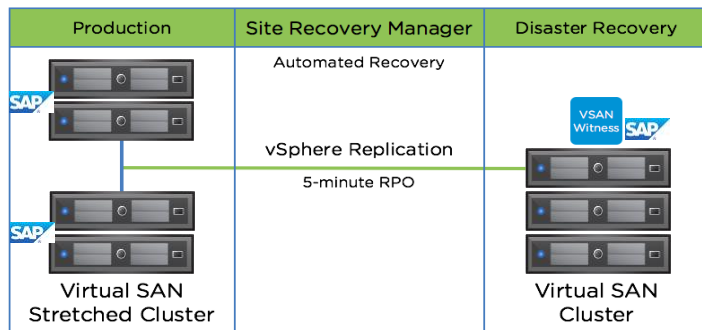 Production
Site Recovery Manager
Disaster Recovery
Automated Recovery
SAP
VSAN
Witness
SAP
vSphere Replication
5-minute RPO
SAP
Virtual SAN
Stretched Cluster
Virtual SAN
Cluster